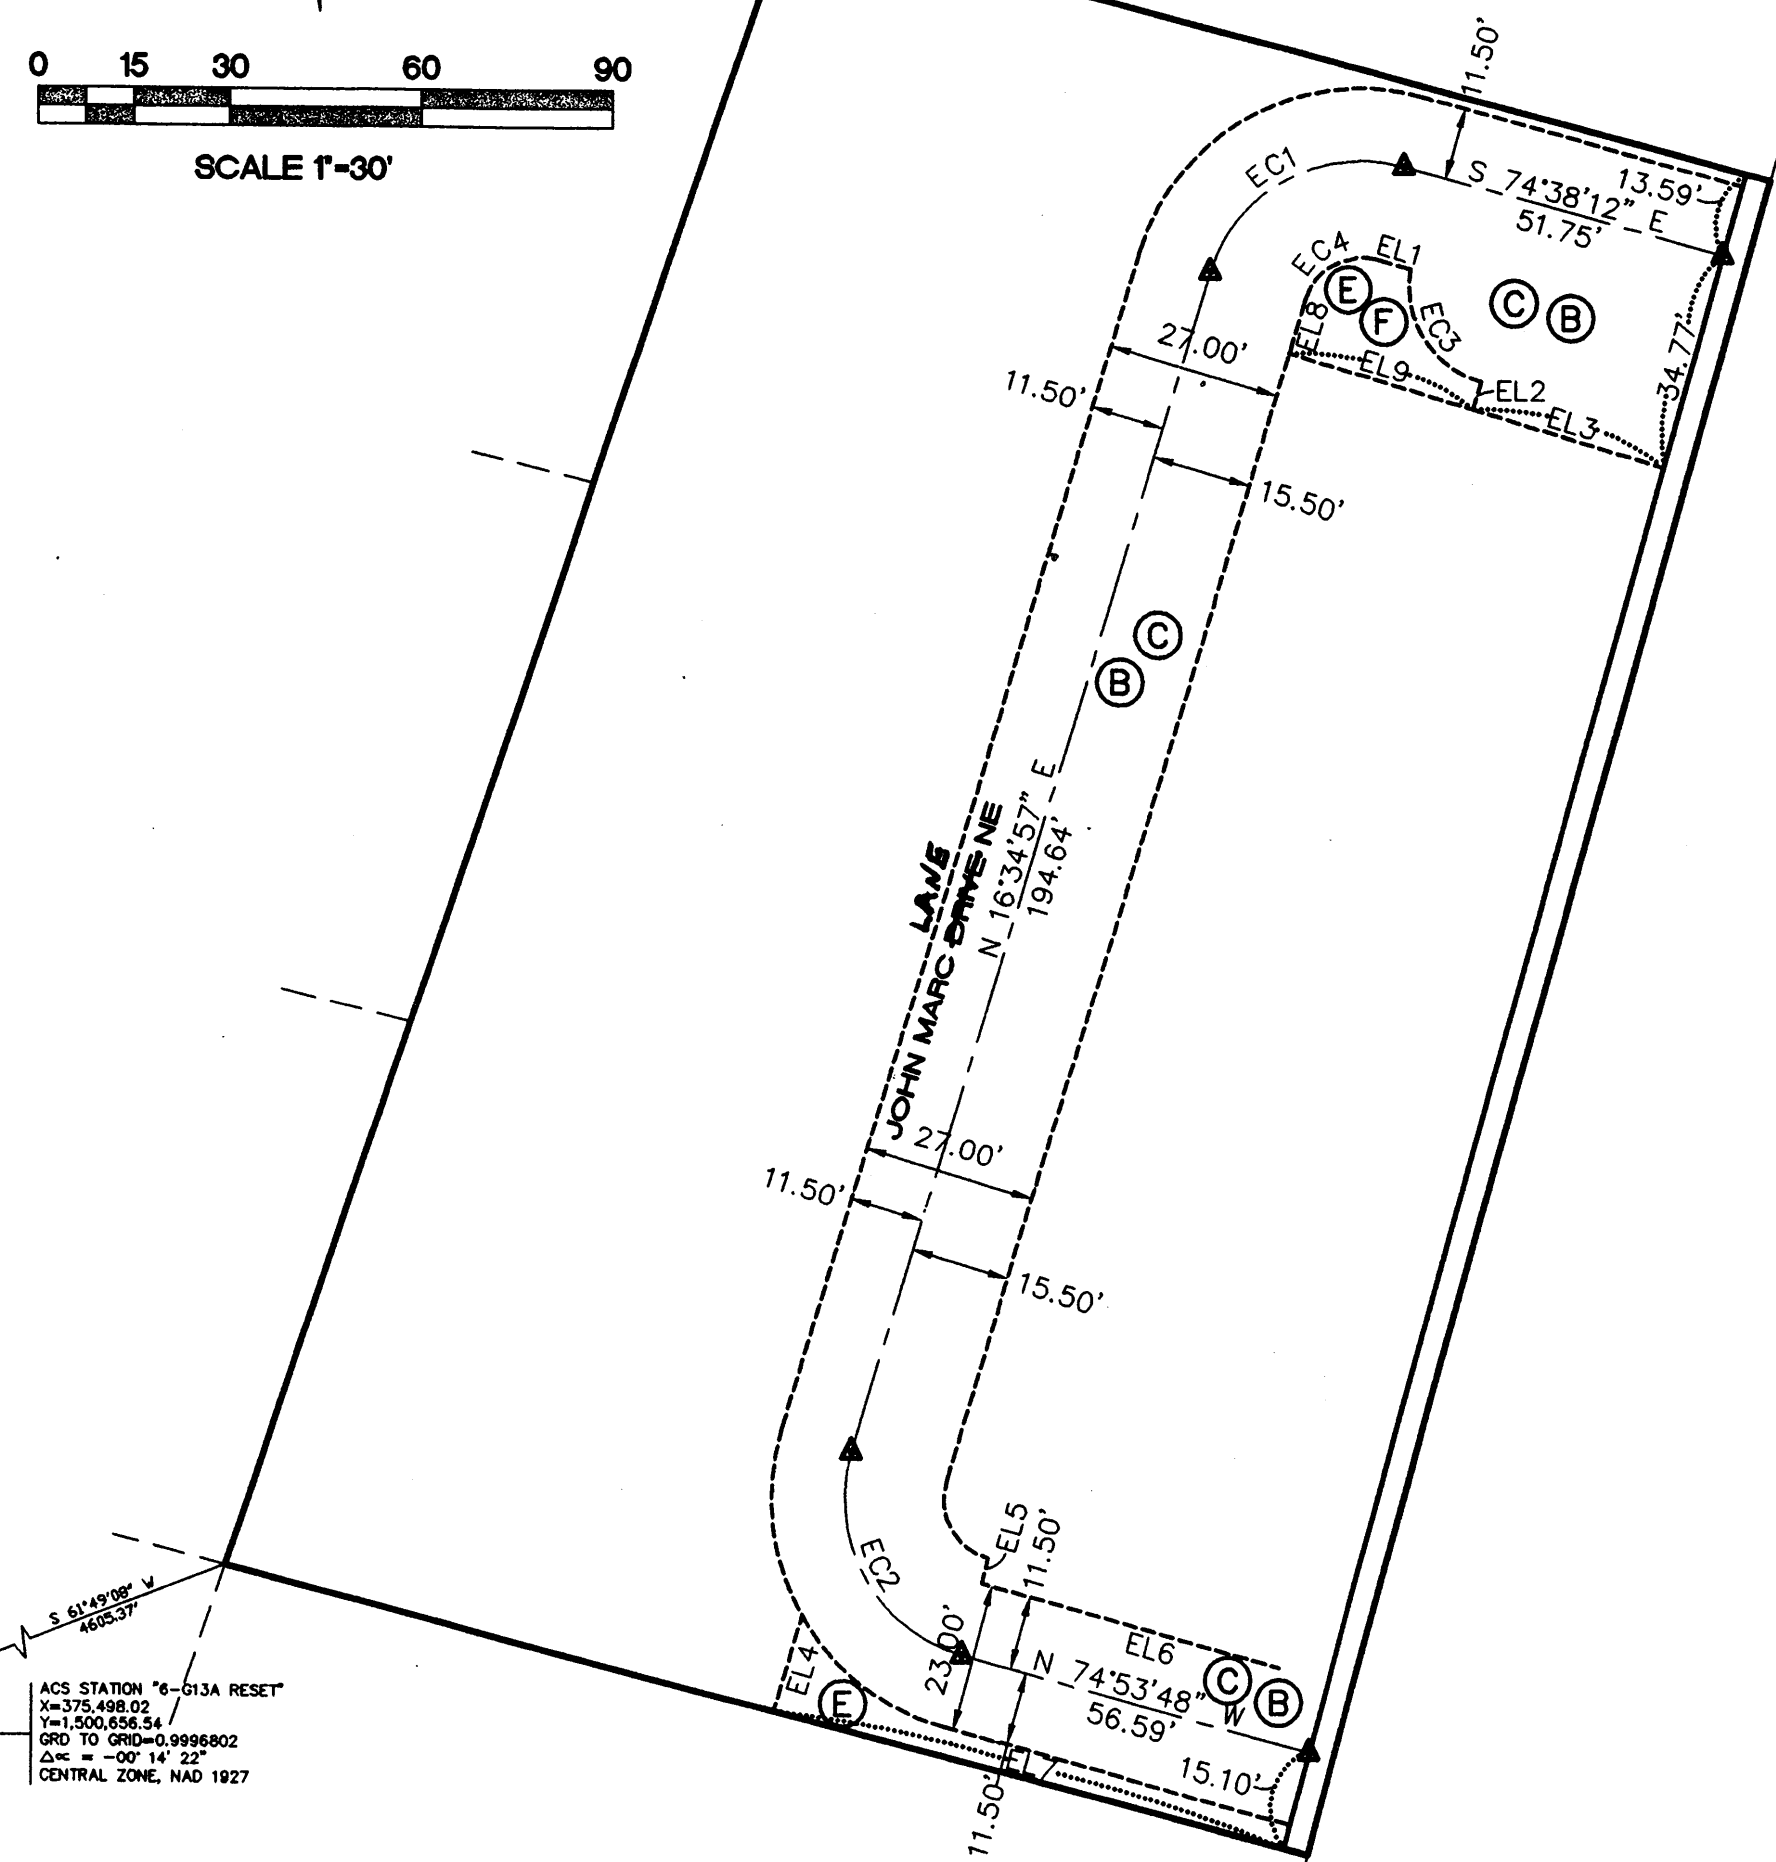 0 15 30 60 90
SCALE 1"=30'
11.50'
EC1
S 74°38'12" E
51.75'
13.59'
EC4
EL1
E
F
C
B
EC3
EL8
27.00'
EL9
EL2
EL3
34.77'
11.50'
15.50'
C
B
LANE
JOHN MARC DRIVE NE
N 16°34'57" E
194.64'
27.00'
11.50'
15.50'
EC2
EL5
11.50'
23.00'
EL6
C
B
N 74°53'48" W
56.59'
EL4
E
EL7
15.10'
11.50'
S 61°49'08" W
4605.37'
ACS STATION "6-G13A RESET"
X=375,498.02
Y=1,500,656.54
GRD TO GRID=0.9996802
Δ∝ = -00° 14' 22"
CENTRAL ZONE, NAD 1927